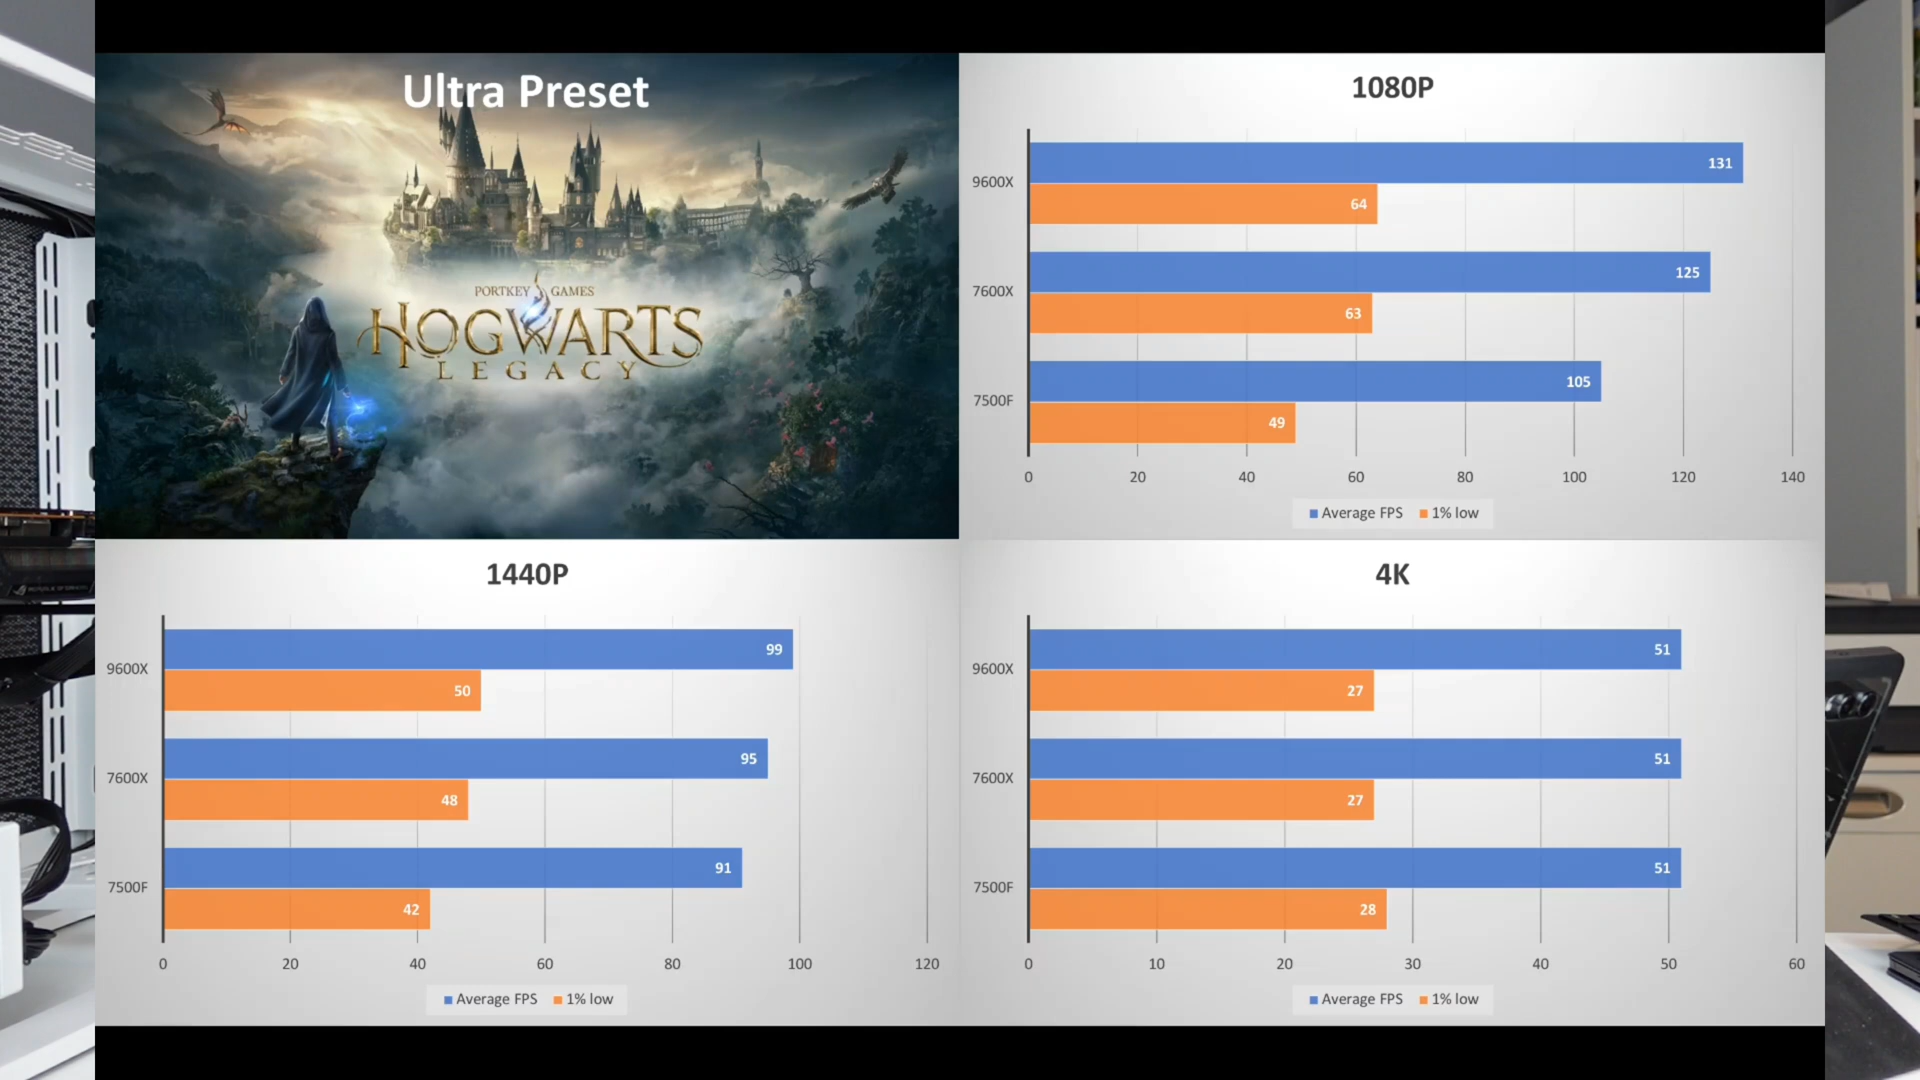 Ultra Preset
PORTKEY GAMES
HOGWARTS
LEGACY
1080P
9600X
131
64
7600X
125
63
7500F
105
49
0 20 40 60 80 100 120 140
Average FPS 1% low
1440P
9600X
99
50
7600X
95
48
7500F
91
42
0 20 40 60 80 100 120
Average FPS 1% low
4K
9600X
51
27
7600X
51
27
7500F
51
28
0 10 20 30 40 50 60
Average FPS 1% low